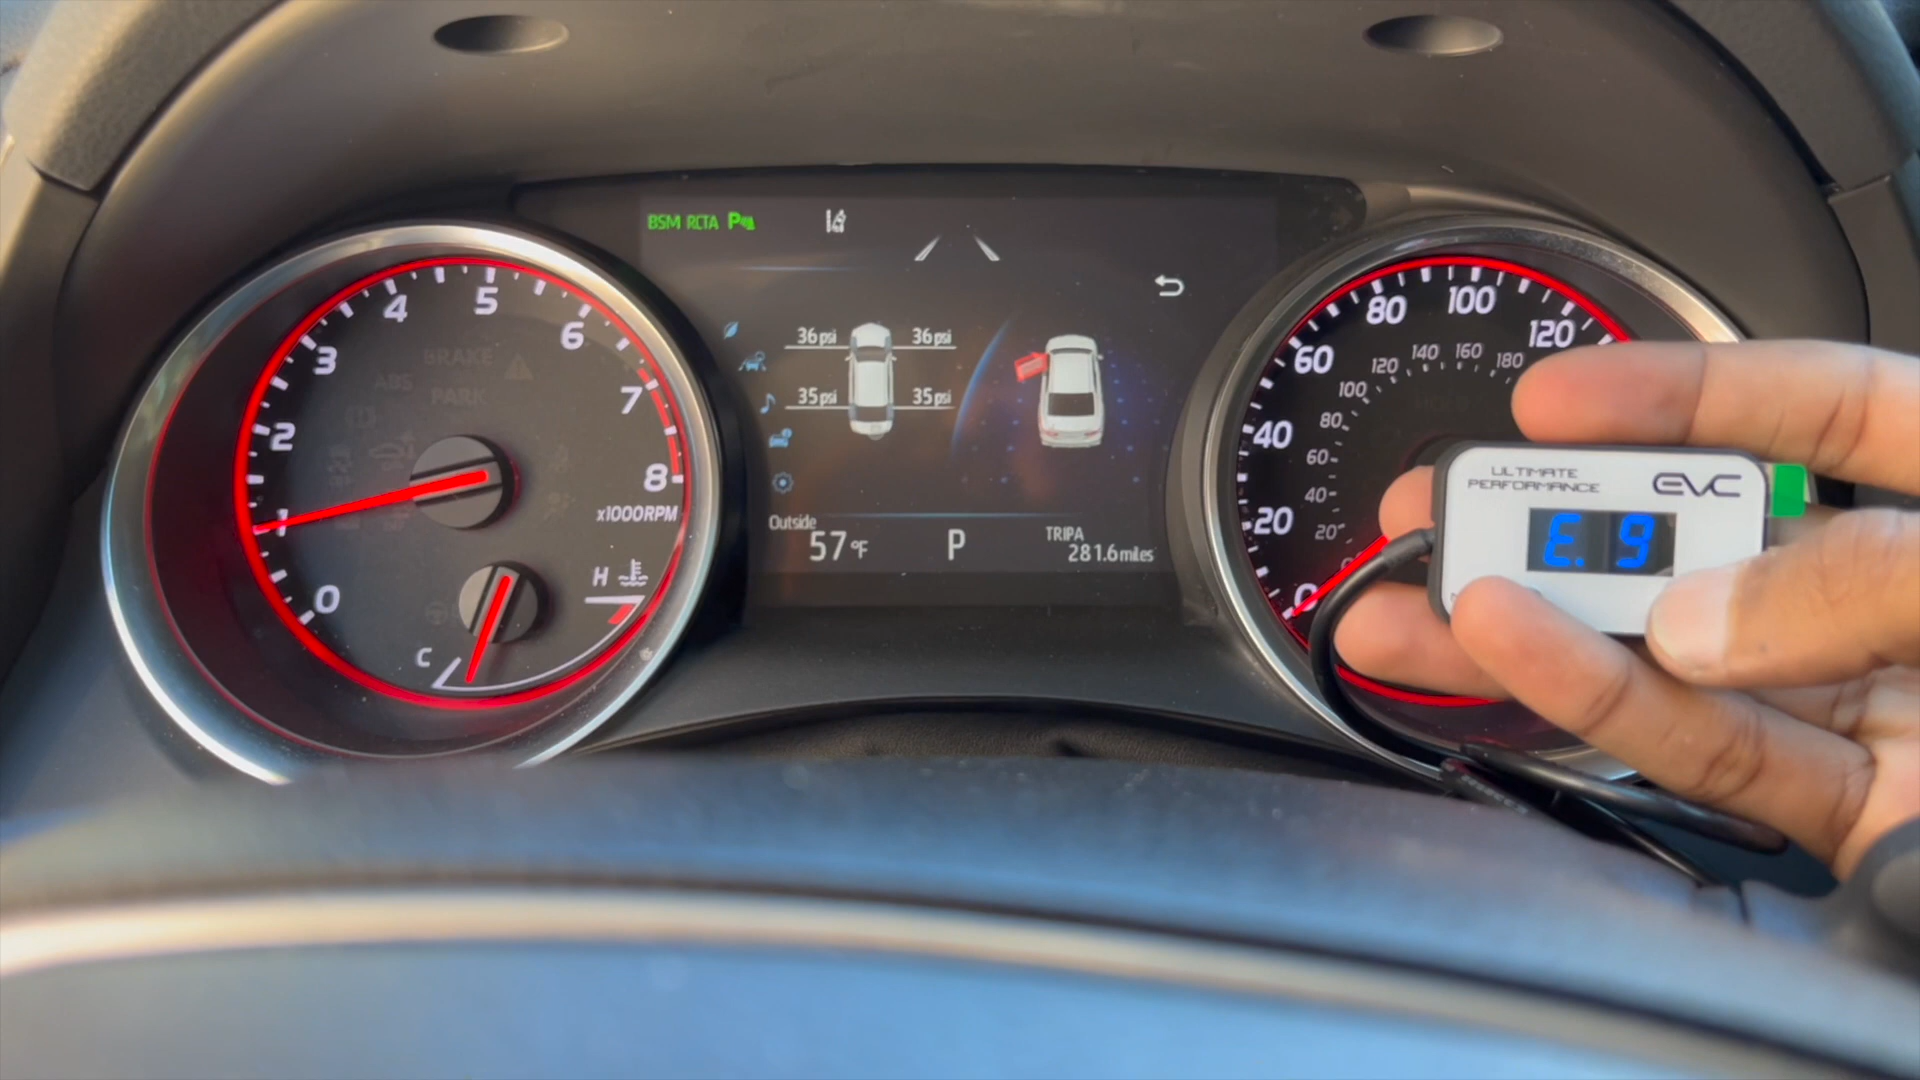 BSM RCTA P
36 psi 36 psi
35 psi 35 psi
Outside
57 °F
P
TRIPA
281.6 miles
0
1
2
3
4
5
6
7
8
x1000RPM
H
C
BRAKE
ABS
PARK
0
20
40
60
80
100
120
20
40
60
80
100
120
140
160
180
ULTIMATE
PERFORMANCE
EVC
E. 9